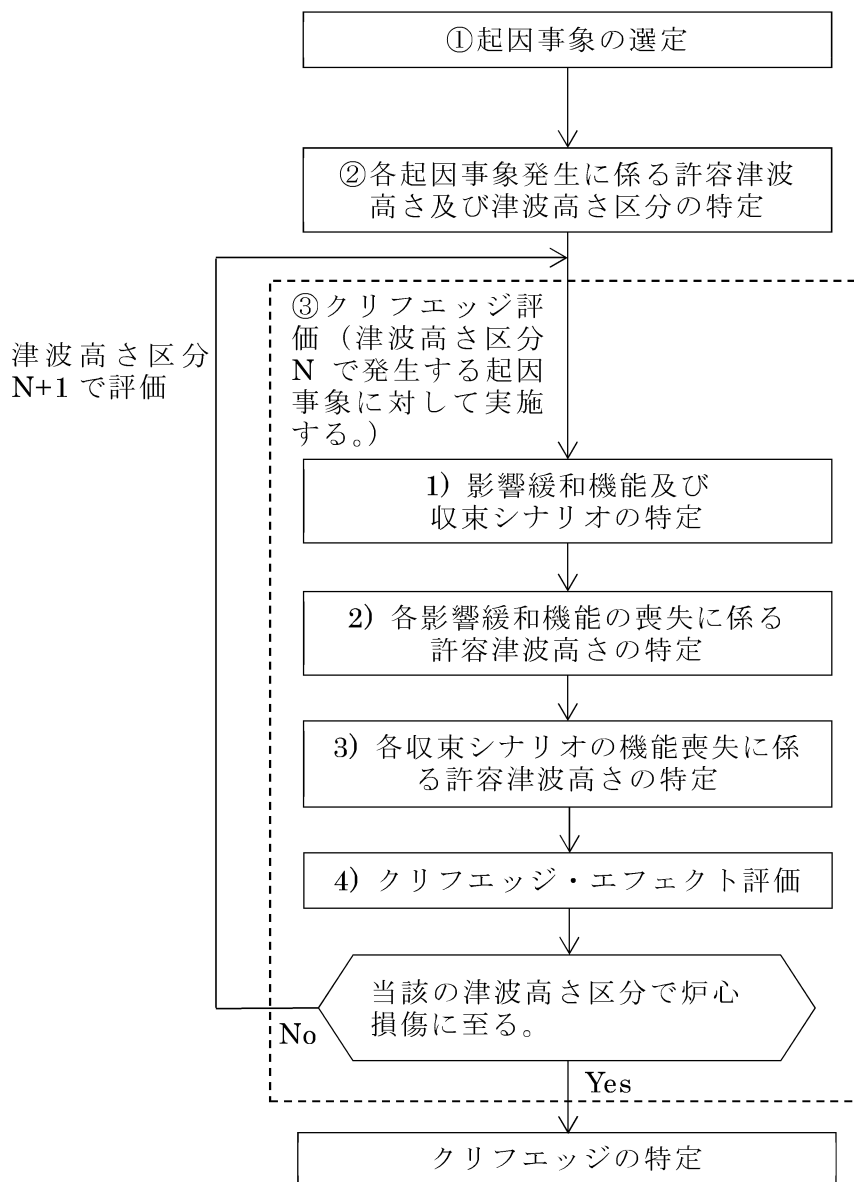 ①起因事象の選定
②各起因事象発生に係る許容津波
高さ及び津波高さ区分の特定
③クリフエッジ評
価（津波高さ区分
N で発生する起因
事象に対して実施
する。）
津波高さ区分
N+1 で評価
1) 影響緩和機能及び
収束シナリオの特定
2) 各影響緩和機能の喪失に係る
許容津波高さの特定
3) 各収束シナリオの機能喪失に係
る許容津波高さの特定
4) クリフエッジ・エフェクト評価
当該の津波高さ区分で炉心
損傷に至る。
No
Yes
クリフエッジの特定